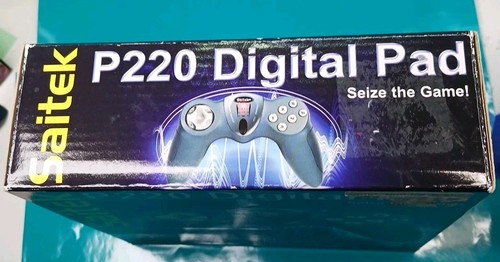 Saitek
P220 Digital Pad
Seize the Game!